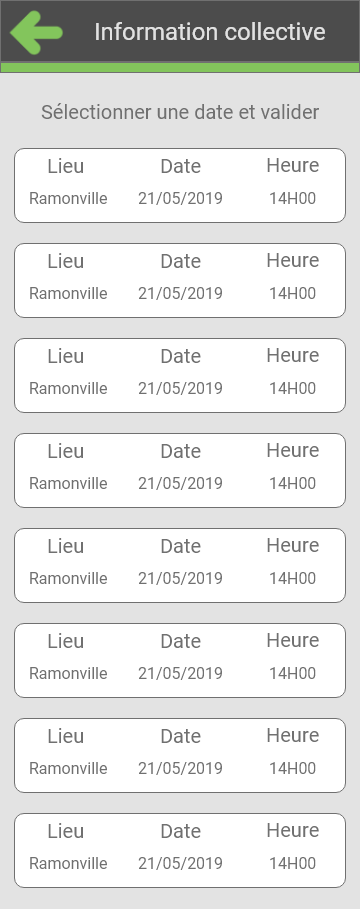 Information collective
Sélectionner une date et valider
Lieu Date Heure
Ramonville 21/05/2019 14H00
Lieu Date Heure
Ramonville 21/05/2019 14H00
Lieu Date Heure
Ramonville 21/05/2019 14H00
Lieu Date Heure
Ramonville 21/05/2019 14H00
Lieu Date Heure
Ramonville 21/05/2019 14H00
Lieu Date Heure
Ramonville 21/05/2019 14H00
Lieu Date Heure
Ramonville 21/05/2019 14H00
Lieu Date Heure
Ramonville 21/05/2019 14H00